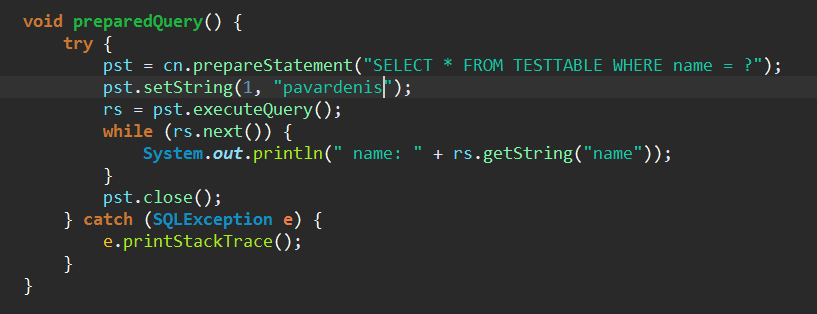 void preparedQuery() {
    try {
        pst = cn.prepareStatement("SELECT * FROM TESTTABLE WHERE name = ?");
        pst.setString(1, "pavardenis");
        rs = pst.executeQuery();
        while (rs.next()) {
            System.out.println(" name: " + rs.getString("name"));
        }
        pst.close();
    } catch (SQLException e) {
        e.printStackTrace();
    }
}